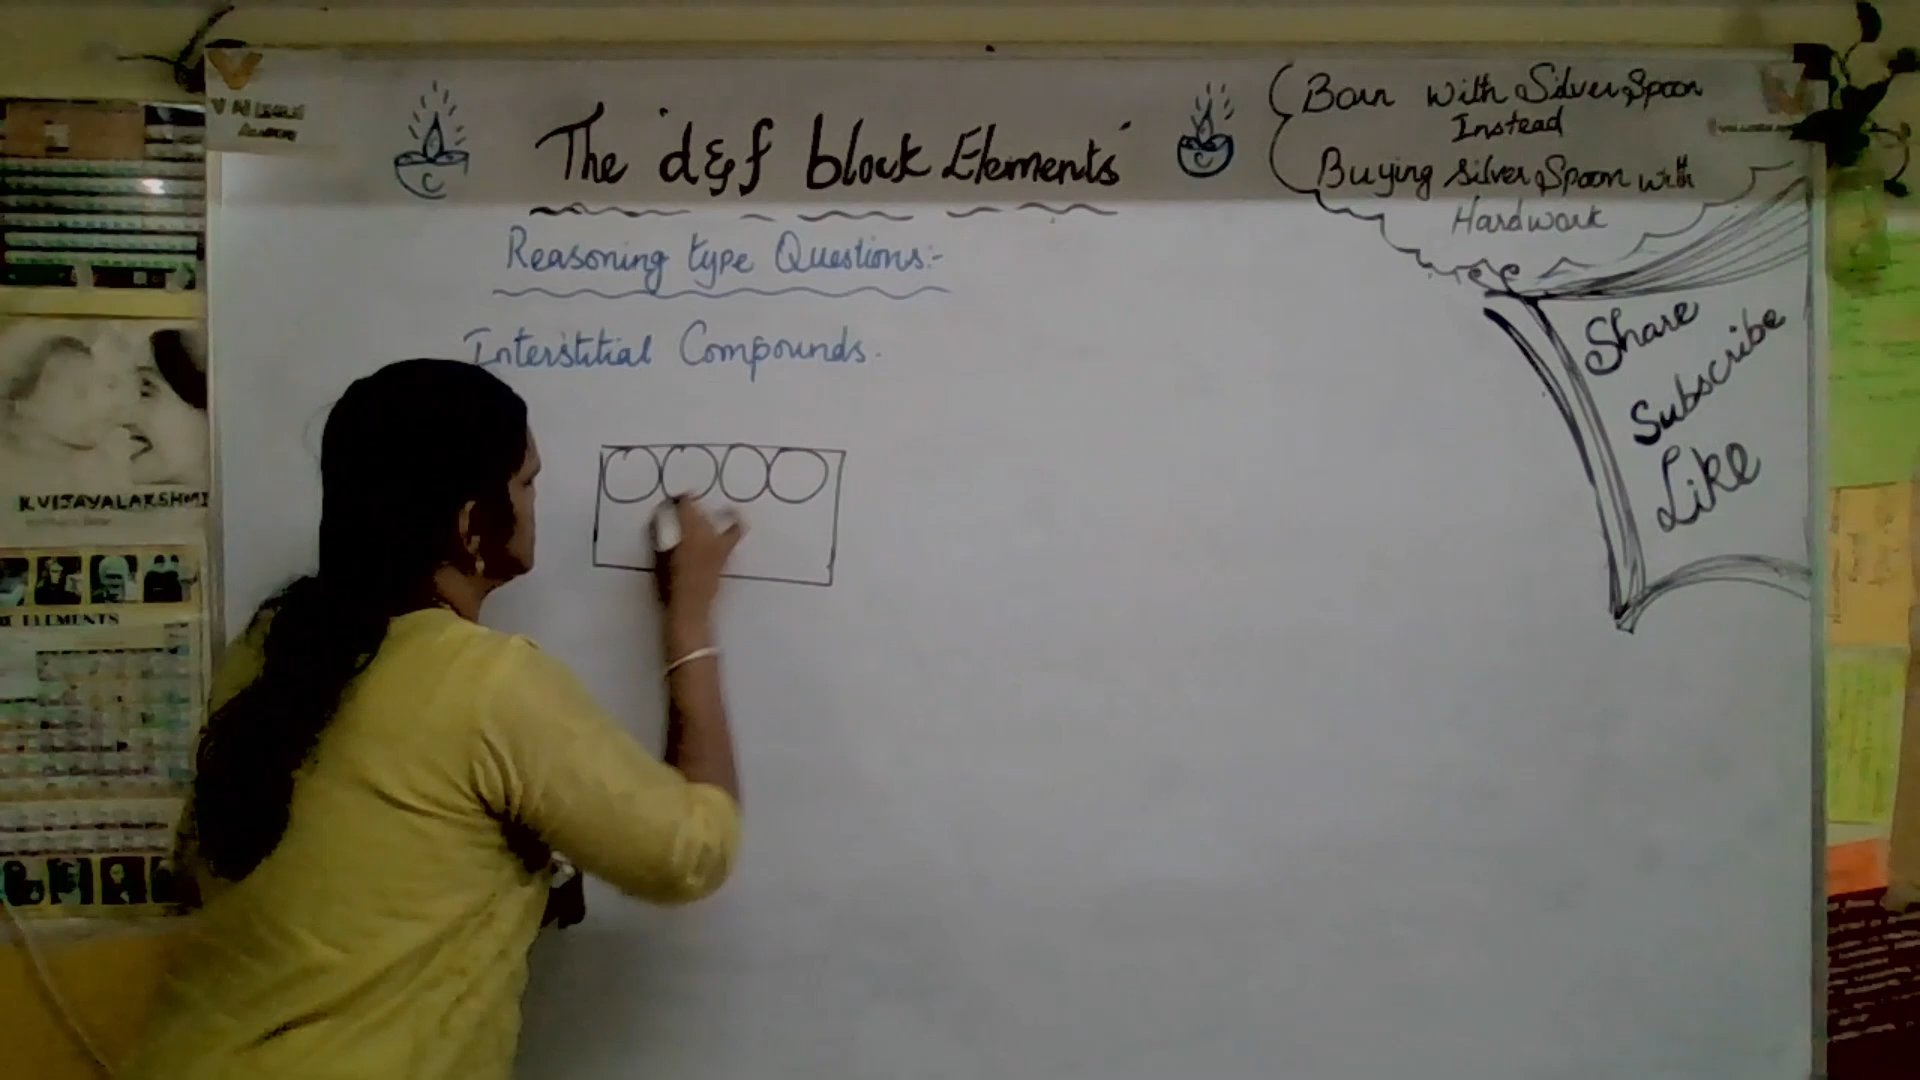 The 'd&f block Elements'
Born with Silver Spoon
Instead
Buying Silver Spoon with
Hardwork
Reasoning type Questions:-
Interstitial Compounds.
Share
Subscribe
Like
K.VIJAYALAKSHMI
ELEMENTS